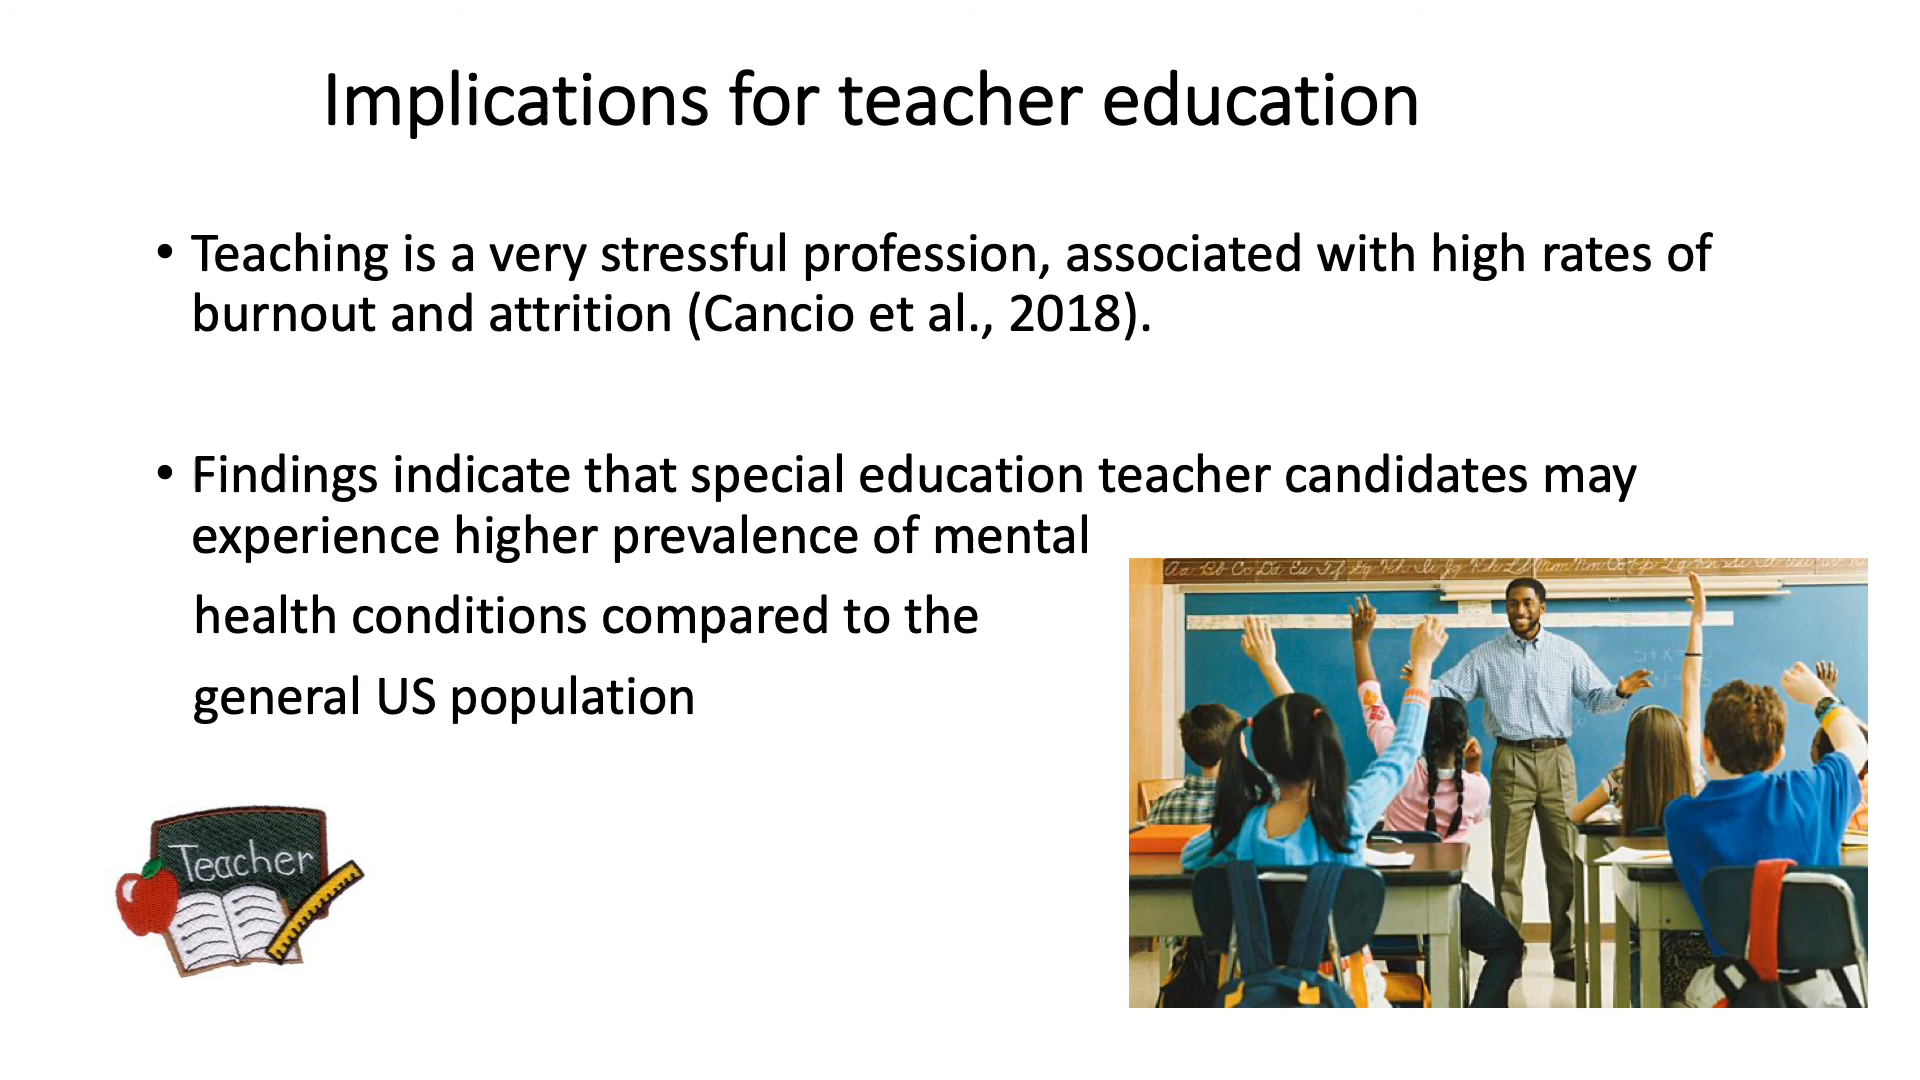 Implications for teacher education
• Teaching is a very stressful profession, associated with high rates of
burnout and attrition (Cancio et al., 2018).
• Findings indicate that special education teacher candidates may
experience higher prevalence of mental
health conditions compared to the
general US population
Teacher